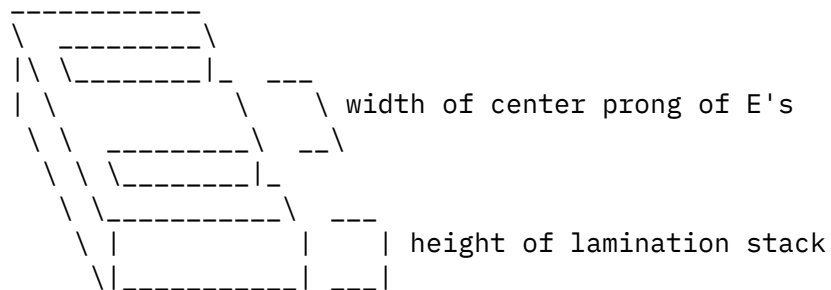 width of center prong of E's
height of lamination stack